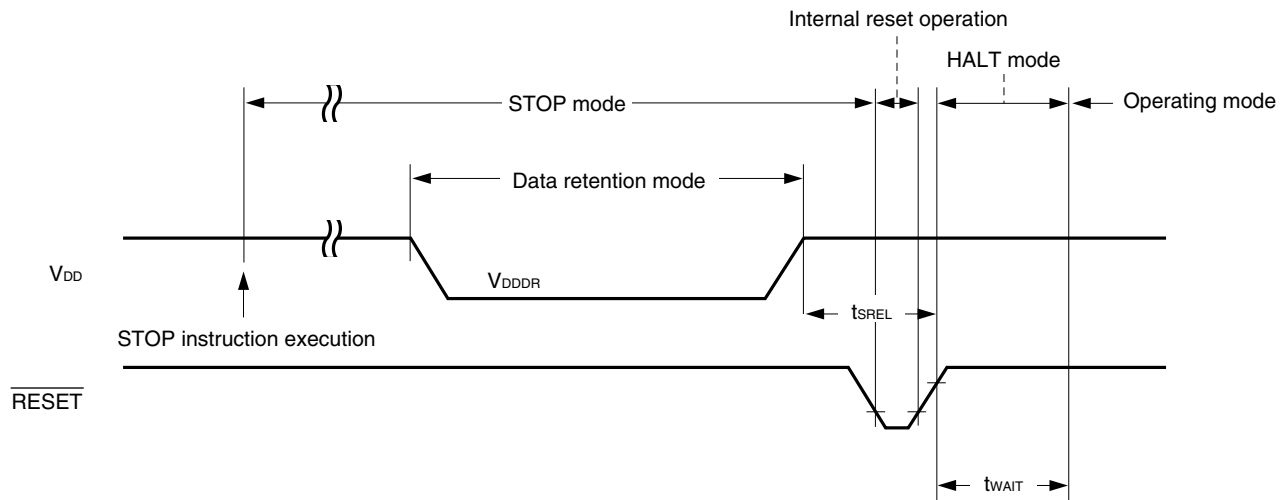 Internal reset operation
HALT mode
STOP mode
Operating mode
Data retention mode
VDD
VDDDR
tSREL
STOP instruction execution
RESET
tWAIT